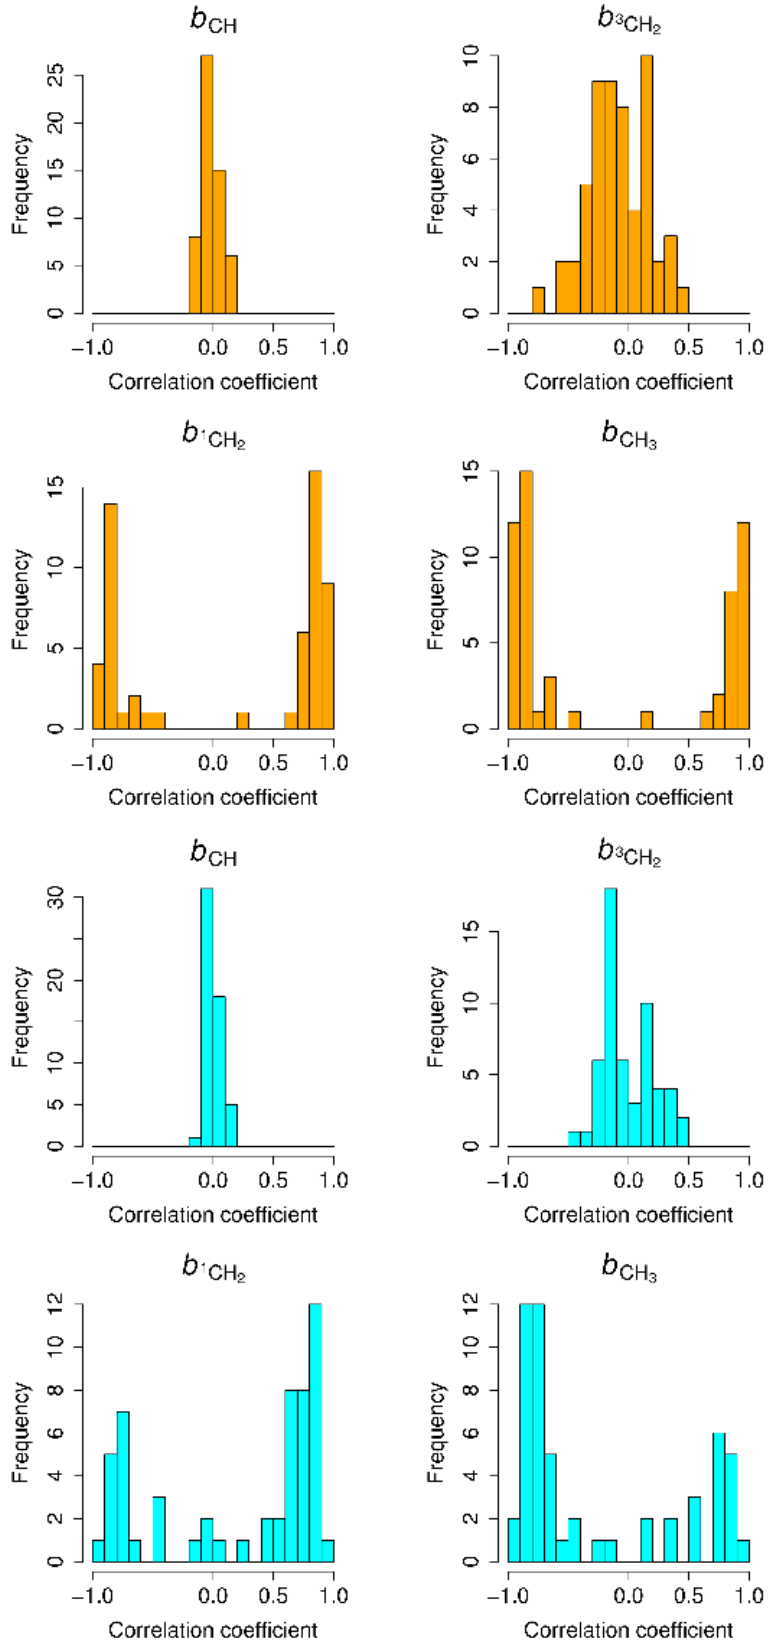 b_CH
b_³CH₂
Frequency
0 5 10 15 20 25
Frequency
0 2 4 6 8 10
−1.0 0.0 0.5 1.0
−1.0 0.0 0.5 1.0
Correlation coefficient
Correlation coefficient
b_¹CH₂
b_CH₃
Frequency
0 5 10 15
Frequency
0 5 10 15
−1.0 0.0 0.5 1.0
−1.0 0.0 0.5 1.0
Correlation coefficient
Correlation coefficient
b_CH
b_³CH₂
Frequency
0 5 10 20 30
Frequency
0 5 10 15
−1.0 0.0 0.5 1.0
−1.0 0.0 0.5 1.0
Correlation coefficient
Correlation coefficient
b_¹CH₂
b_CH₃
Frequency
0 2 4 6 8 10 12
Frequency
0 2 4 6 8 10 12
−1.0 0.0 0.5 1.0
−1.0 0.0 0.5 1.0
Correlation coefficient
Correlation coefficient